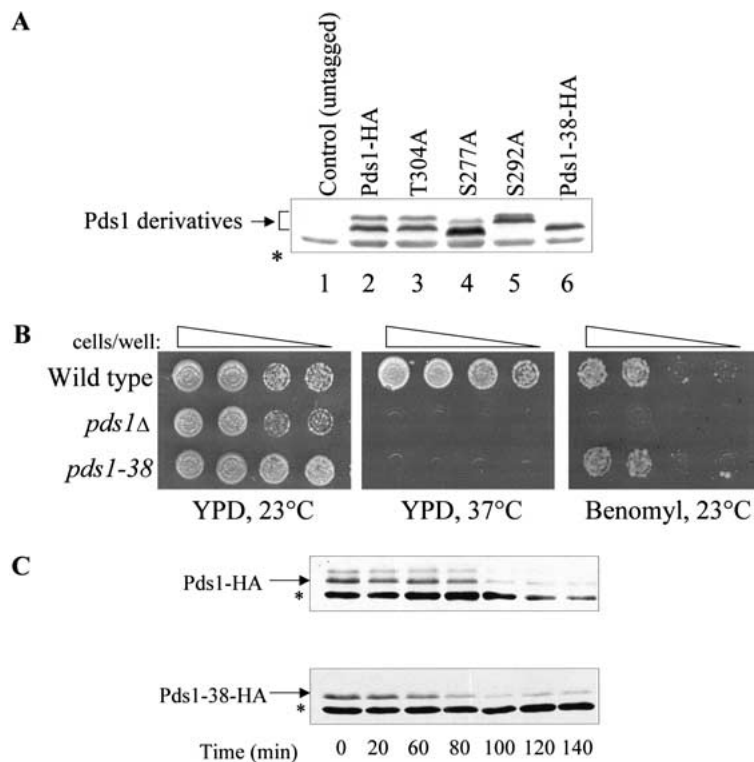 A
Control (untagged)
Pds1-HA
T304A
S277A
S292A
Pds1-38-HA
Pds1 derivatives
*
1 2 3 4 5 6
B
cells/well:
Wild type
pds1Δ
pds1-38
YPD, 23°C YPD, 37°C Benomyl, 23°C
C
Pds1-HA
*
Pds1-38-HA
*
Time (min) 0 20 60 80 100 120 140